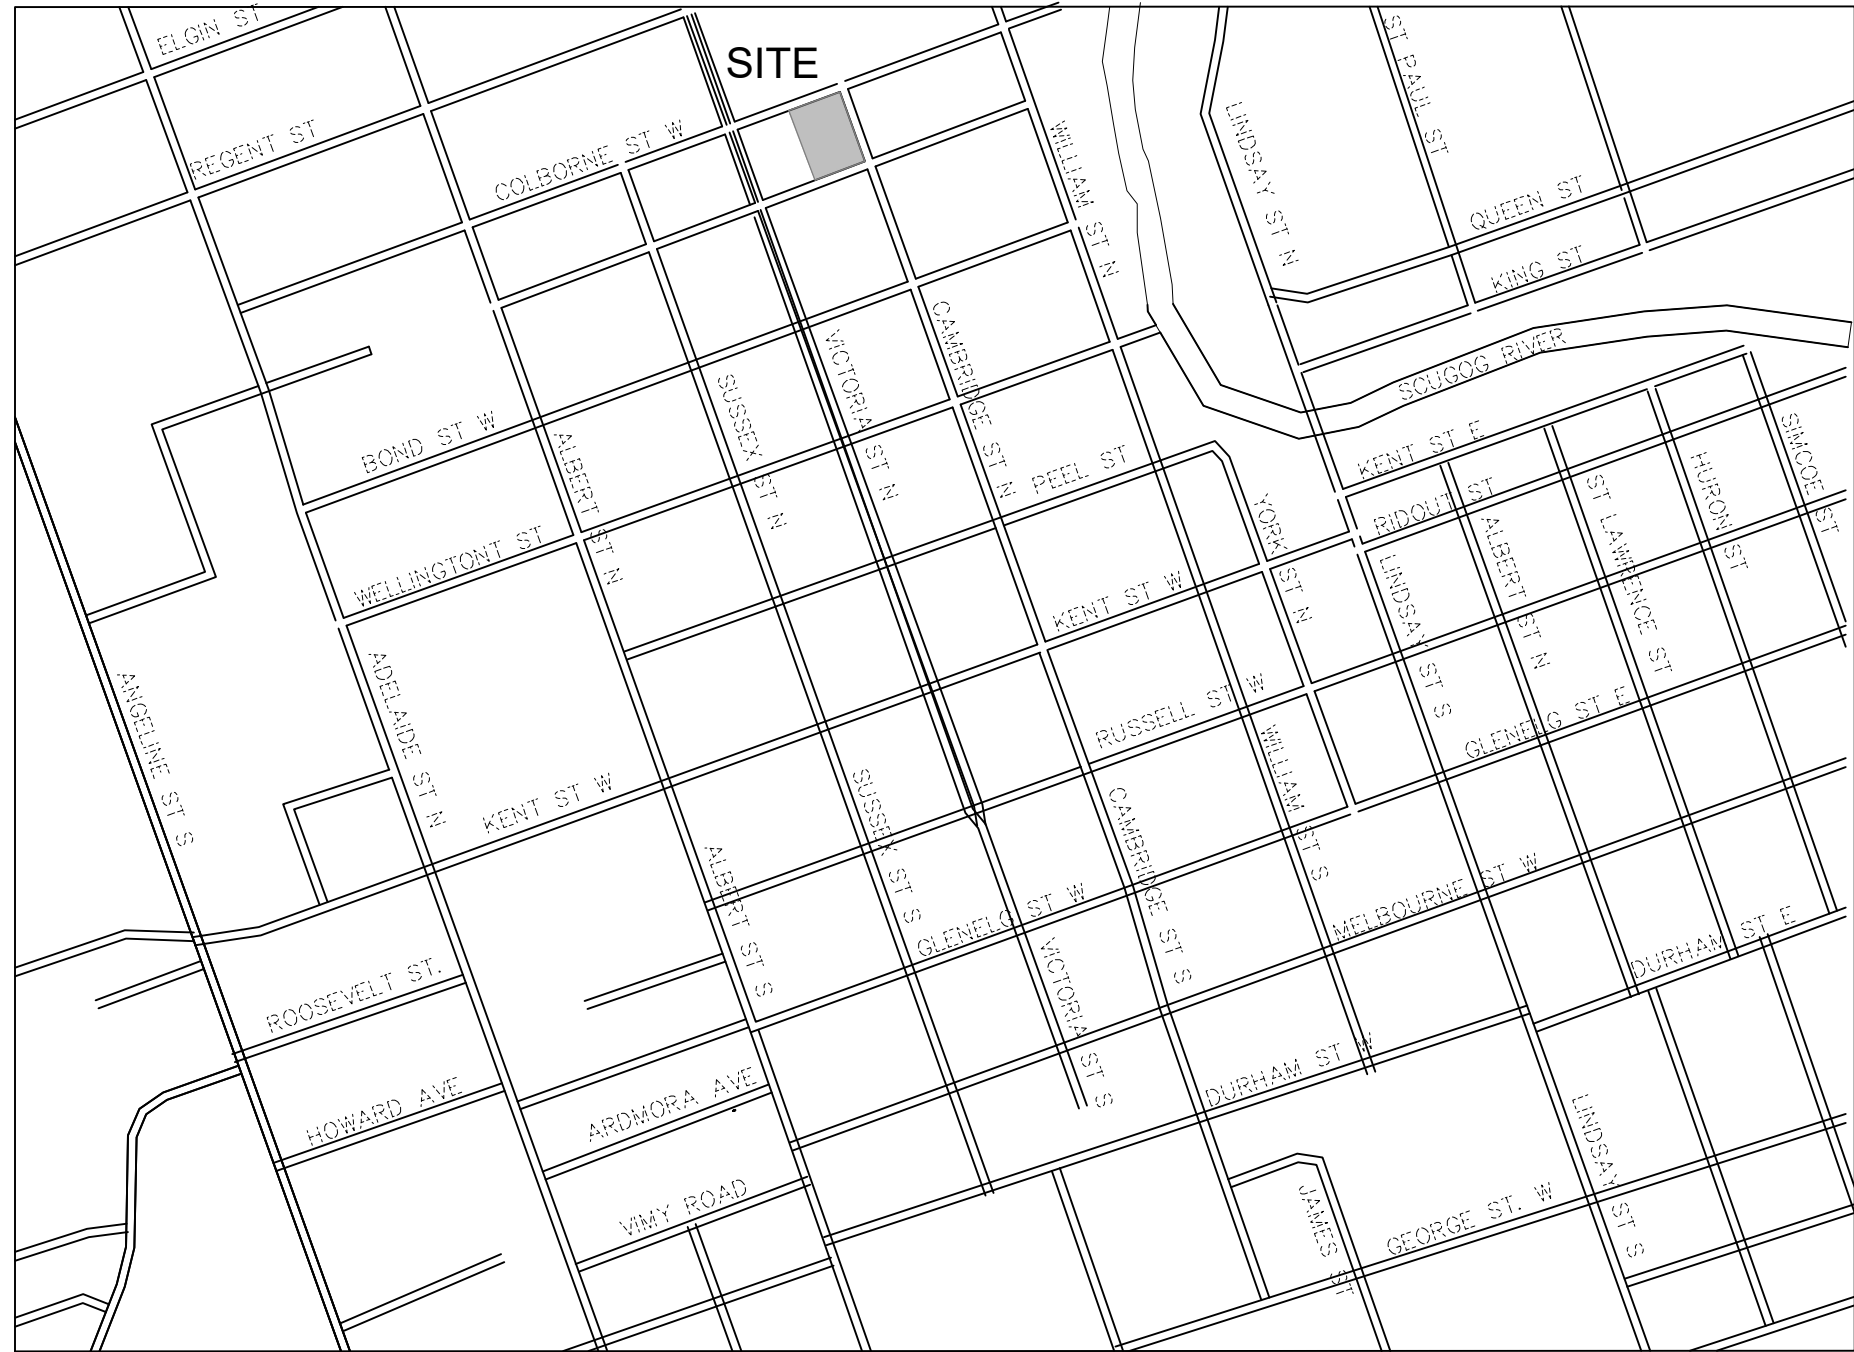 ELGIN ST
SITE
ST PAUL ST
REGENT ST
COLBORNE ST W
WILLIAM ST N
LINDSAY ST N
QUEEN ST
KING ST
VICTORIA ST N
CAMBRIDGE ST N
SCUGOG RIVER
SUSSEX ST N
BOND ST W
ALBERT ST N
PEEL ST
KENT ST E
SIMCOE ST
HURON ST
RIDOUT ST
ST LAWRENCE ST
YORK ST N
ALBERT ST N
WELLINGTONT ST
LINDSAY ST S
KENT ST W
ADELAIDE ST N
ANGELINE ST S
RUSSELL ST W
GLENELG ST E
WILLIAM ST S
KENT ST W
SUSSEX ST S
CAMBRIDGE ST S
ALBERT ST S
GLENELG ST W
MELBOURNE ST W
DURHAM ST E
VICTORIA ST S
ROOSEVELT ST.
DURHAM ST W
HOWARD AVE
ARDMORA AVE
LINDSAY ST S
VIMY ROAD
JAMES ST
GEORGE ST. W